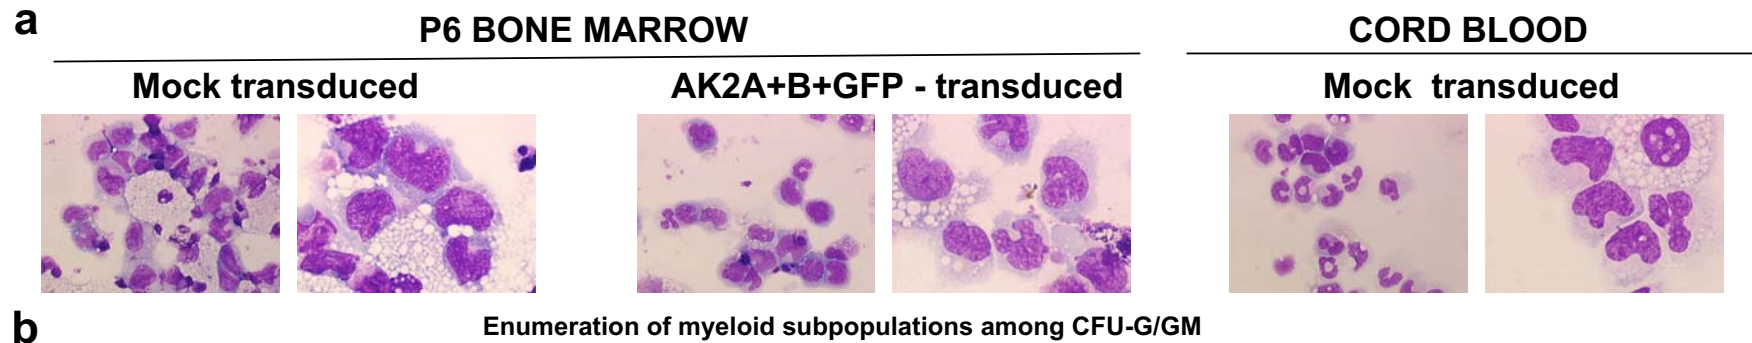 a
P6 BONE MARROW
CORD BLOOD
Mock transduced
AK2A+B+GFP - transduced
Mock transduced
b
Enumeration of myeloid subpopulations among CFU-G/GM